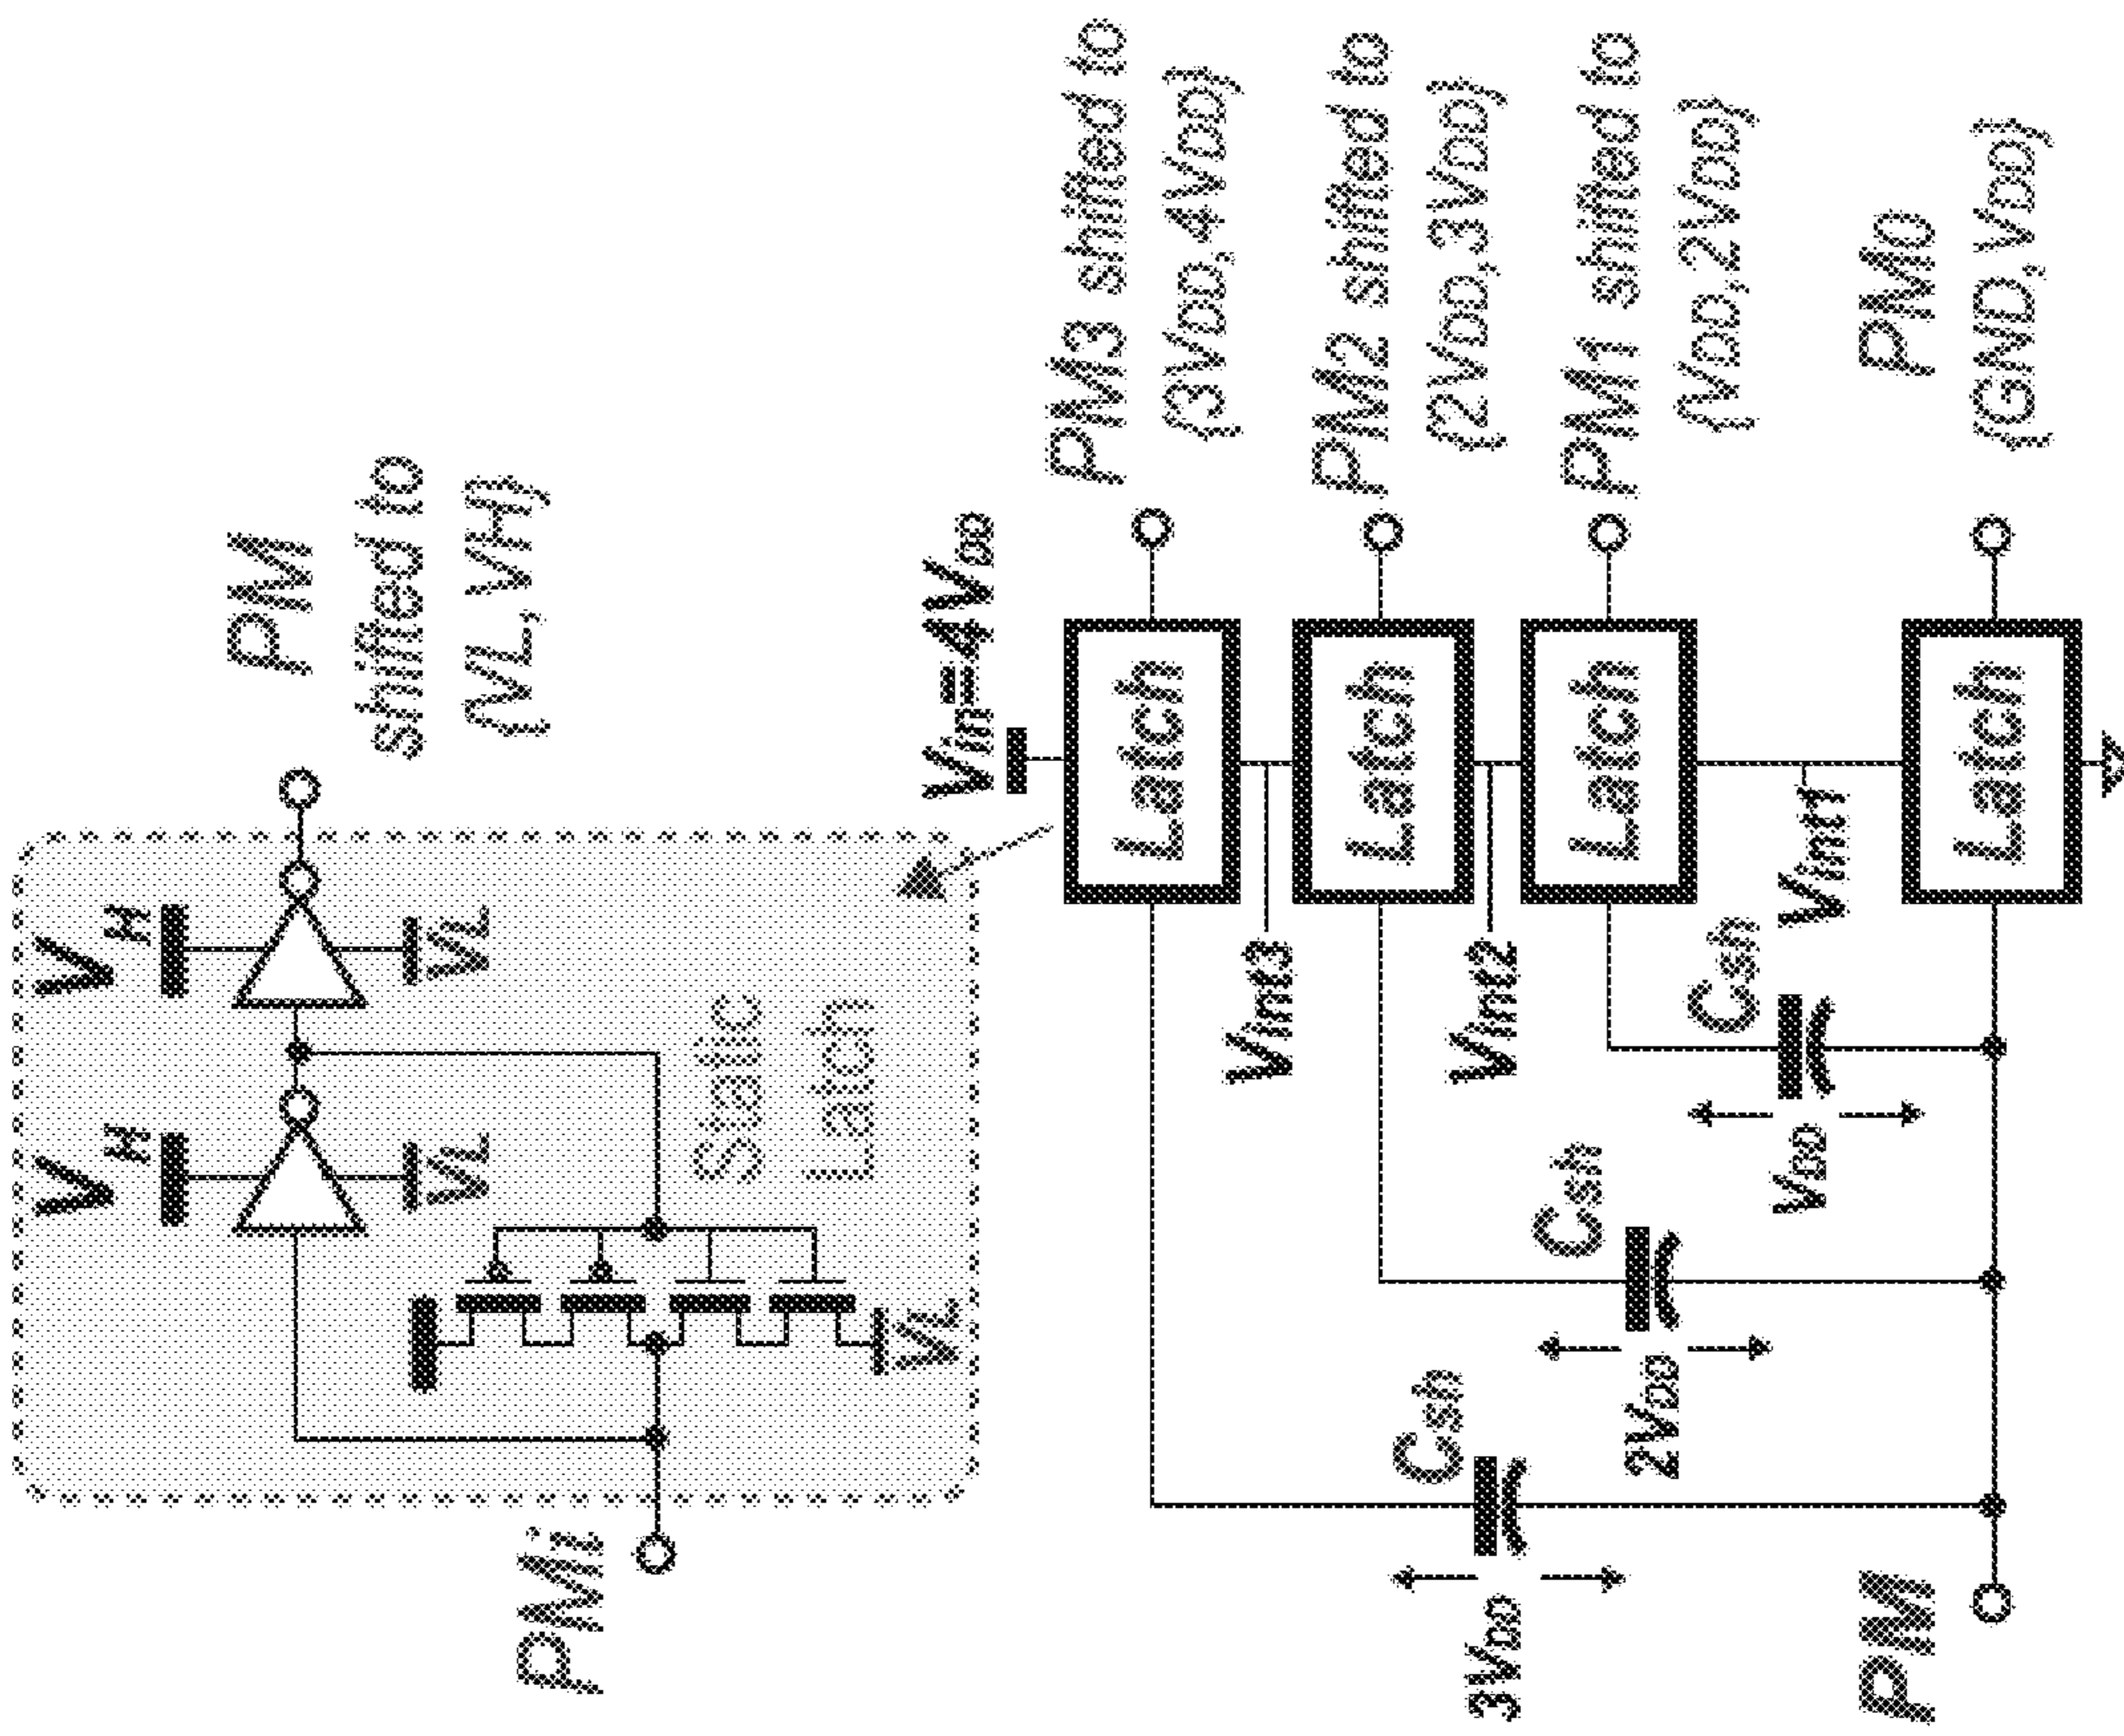 PM
shifted to
{VL, VH}
VH
VH
VL
VL
Static
Latch
VL
PMi
Vin=4VDD
Latch
PM3 shifted to
{3VDD, 4VDD}
Vint3
Latch
PM2 shifted to
{2VDD, 3VDD}
Vint2
Latch
PM1 shifted to
{VDD, 2VDD}
Vint1
Csh
VDD
Csh
2VDD
Csh
3VDD
Latch
PM0
{GND, VDD}
PM